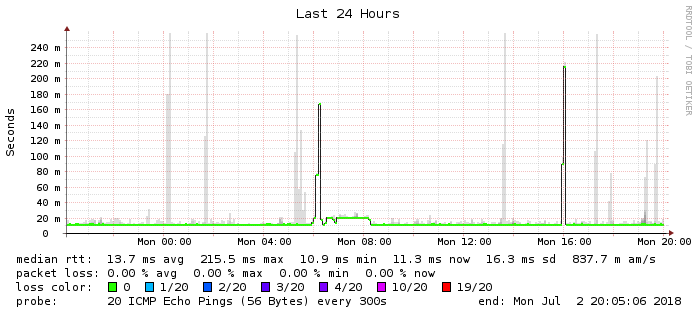 Last 24 Hours
RRDTOOL / TOBI OETIKER
Seconds
240 m
220 m
200 m
180 m
160 m
140 m
120 m
100 m
80 m
60 m
40 m
20 m
0
Mon 00:00 Mon 04:00 Mon 08:00 Mon 12:00 Mon 16:00 Mon 20:00
median rtt: 13.7 ms avg 215.5 ms max 10.9 ms min 11.3 ms now 16.3 ms sd 837.7 m am/s
packet loss: 0.00 % avg 0.00 % max 0.00 % min 0.00 % now
loss color: 0 1/20 2/20 3/20 4/20 10/20 19/20
probe: 20 ICMP Echo Pings (56 Bytes) every 300s end: Mon Jul 2 20:05:06 2018